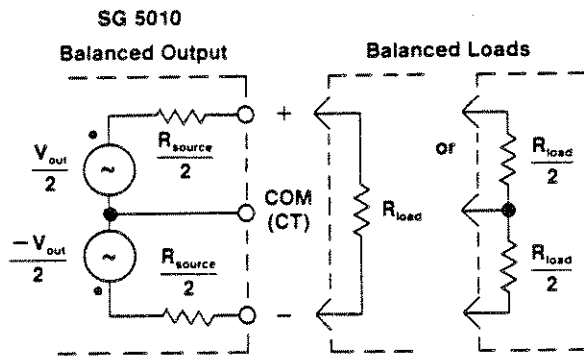 SG 5010
Balanced Output
Balanced Loads
+
R_source
2
V_out
2
~
COM
(CT)
R_load
or
R_load
2
−V_out
2
~
R_source
2
−
R_load
2